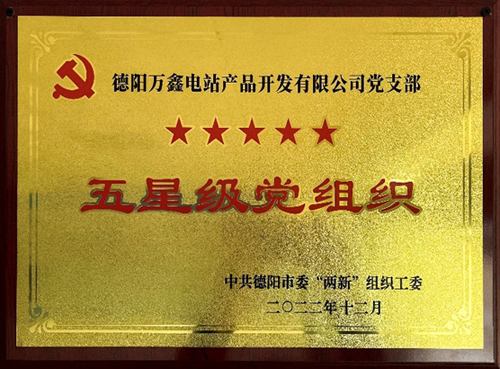 德阳万鑫电站产品开发有限公司党支部
五星级党组织
中共德阳市委“两新”组织工委
二〇二二年十二月